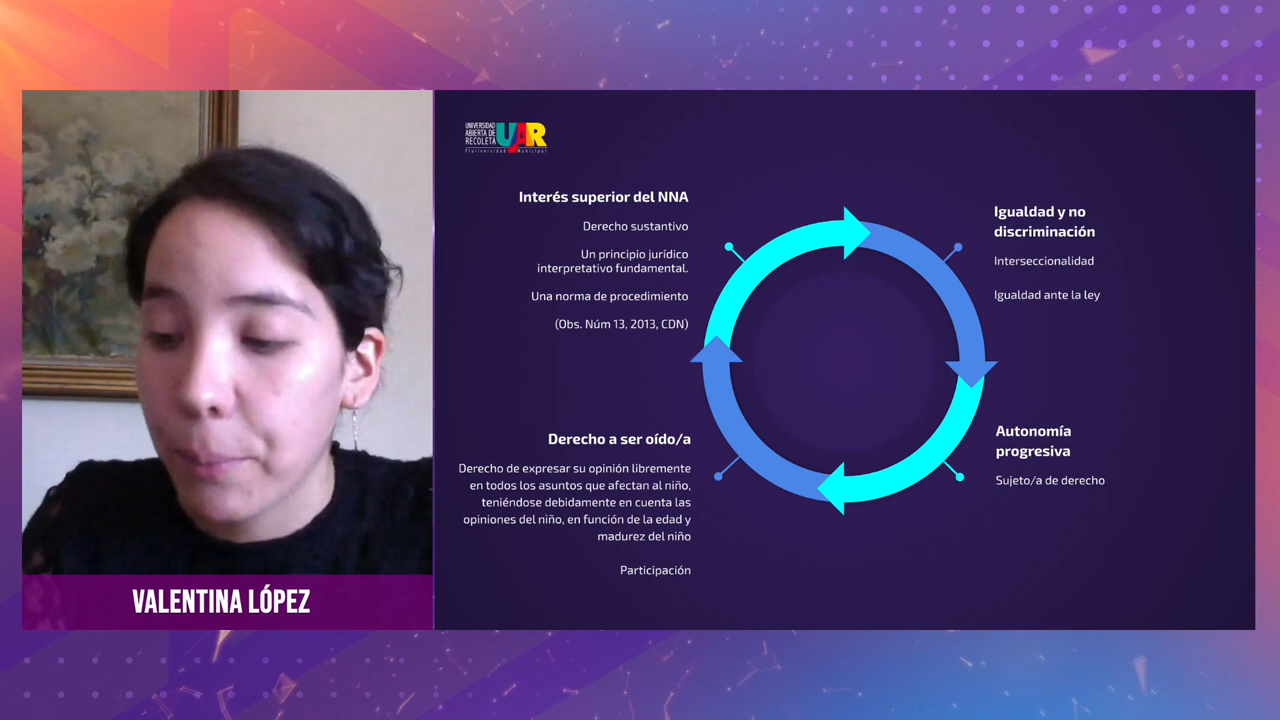 UNIVERSIDAD
ABIERTA DE
RECOLETA
UAR
Pluriversidad Municipal
Interés superior del NNA
Derecho sustantivo
Un principio jurídico
interpretativo fundamental.
Una norma de procedimiento
(Obs. Núm 13, 2013, CDN)
Igualdad y no
discriminación
Interseccionalidad
Igualdad ante la ley
Derecho a ser oído/a
Derecho de expresar su opinión libremente
en todos los asuntos que afectan al niño,
teniéndose debidamente en cuenta las
opiniones del niño, en función de la edad y
madurez del niño
Participación
Autonomía
progresiva
Sujeto/a de derecho
VALENTINA LÓPEZ